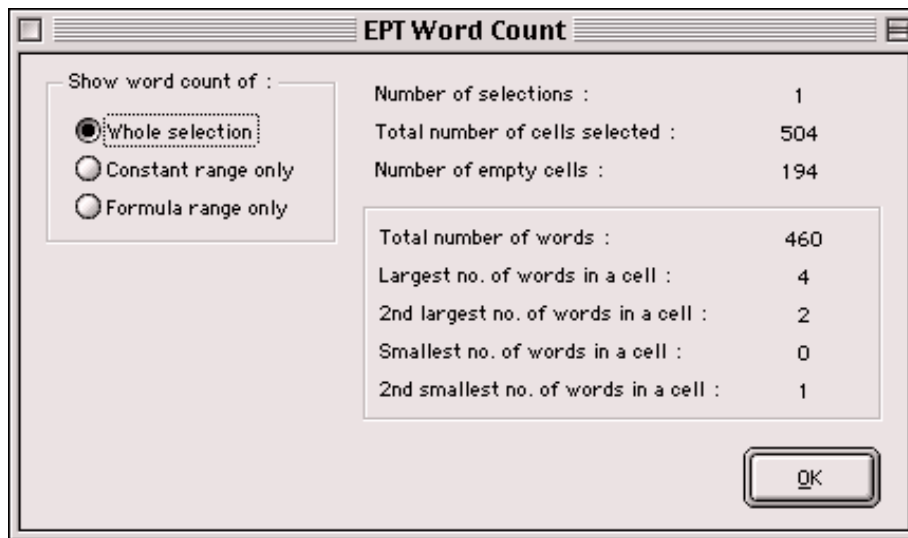 EPT Word Count
Show word count of :
Whole selection
Constant range only
Formula range only
Number of selections : 1
Total number of cells selected : 504
Number of empty cells : 194
Total number of words : 460
Largest no. of words in a cell : 4
2nd largest no. of words in a cell : 2
Smallest no. of words in a cell : 0
2nd smallest no. of words in a cell : 1
OK